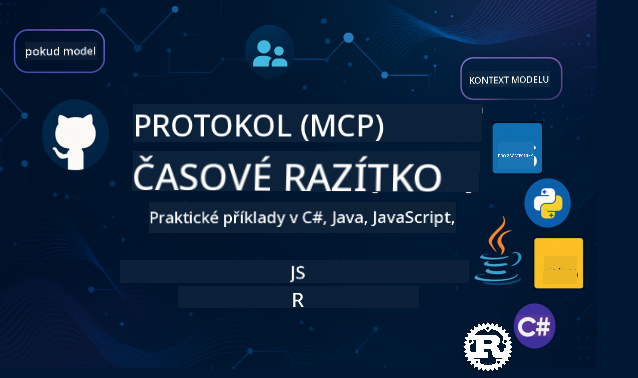 pokud model
KONTEXT MODELU
PROTOKOL (MCP)
ČASOVÉ RAZÍTKO
Praktické příklady v C#, Java, JavaScript,
JS
R
C#
R